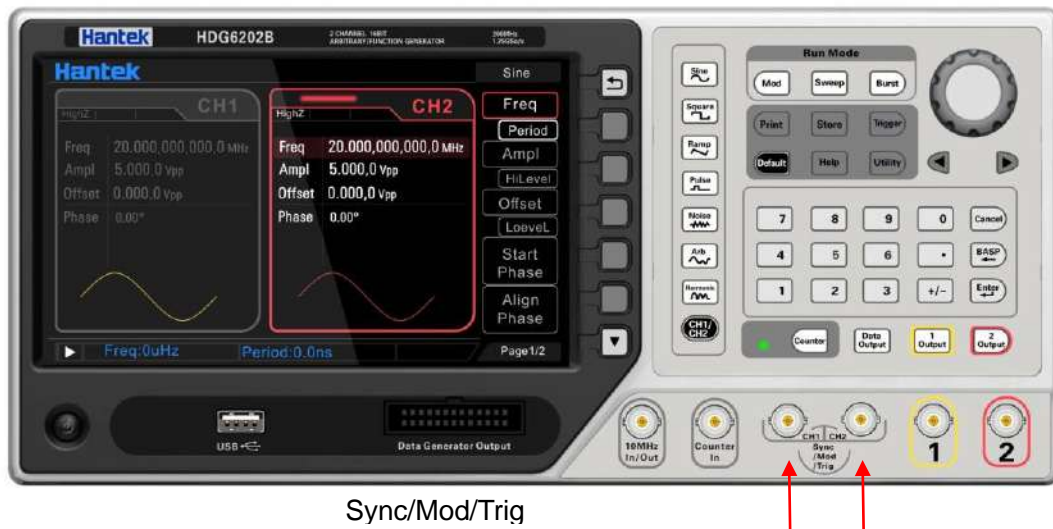 Hantek HDG6202B 2 CHANNEL 16BIT ARBITRARY/FUNCTION GENERATOR 200MHz 1.25GSa/s
Hantek
Sine
HighZ CH1
Freq 20.000,000,000,0 MHz
Ampl 5.000,0 Vpp
Offset 0.000,0 Vpp
Phase 0.00°
HighZ CH2
Freq 20.000,000,000,0 MHz
Ampl 5.000,0 Vpp
Offset 0.000,0 Vpp
Phase 0.00°
Freq
Period
Ampl
HiLevel
Offset
LoeveL
Start
Phase
Align
Phase
Page1/2
Freq:0uHz Period:0.0ns
Sine
Square
Ramp
Pulse
Noise
Arb
Harmonic
CH1/
CH2
Run Mode
Mod Sweep Burst
Print Store Trigger
Default Help Utility
7 8 9 0 Cancel
4 5 6 . BASP
1 2 3 +/- Enter
Counter
Data
Output
1
Output
2
Output
USB
Data Generator Output
10MHz
In/Out
Counter
In
CH1 CH2
Sync
/Mod
/Trig
1
2
Sync/Mod/Trig